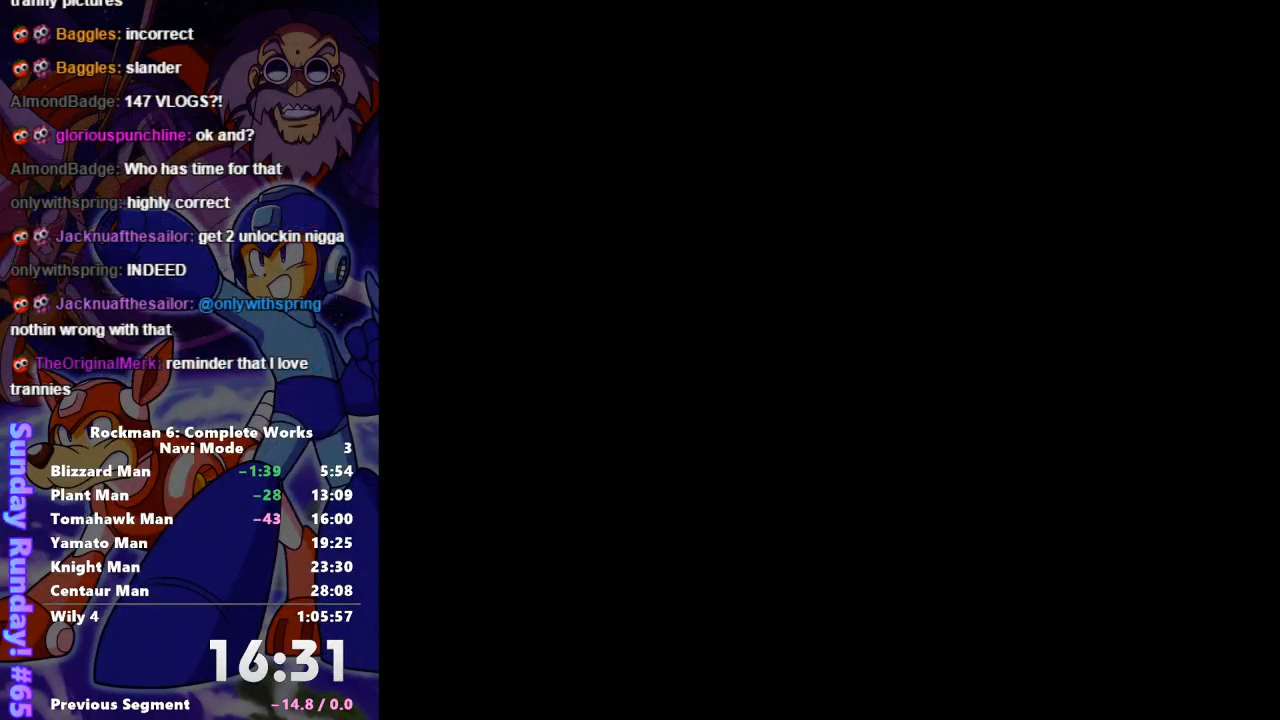 tranny pictures
Baggles: incorrect
Baggles: slander
AlmondBadge: 147 VLOGS?!
gloriouspunchline: ok and?
AlmondBadge: Who has time for that
onlywithspring: highly correct
Jacknuafthesailor: get 2 unlockin nigga
onlywithspring: INDEED
Jacknuafthesailor: @onlywithspring
nothin wrong with that
TheOriginalMerk: reminder that I love
trannies
Sunday Runday! #65
Rockman 6: Complete Works
Navi Mode 3
Blizzard Man −1:39 5:54
Plant Man −28 13:09
Tomahawk Man −43 16:00
Yamato Man 19:25
Knight Man 23:30
Centaur Man 28:08
Wily 4 1:05:57
16:31
Previous Segment −14.8 / 0.0